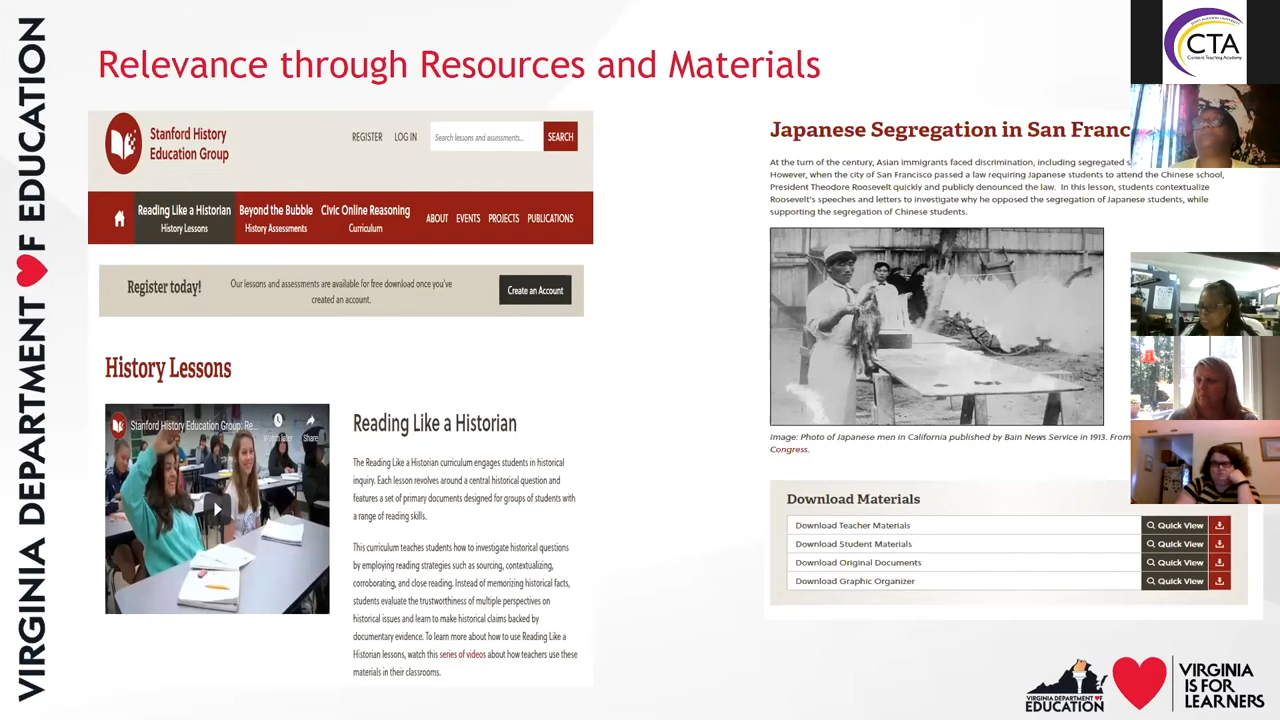 VIRGINIA DEPARTMENT OF EDUCATION
Relevance through Resources and Materials
Stanford History
Education Group
REGISTER LOG IN Search lessons and assessments... SEARCH
Reading Like a Historian
History Lessons
Beyond the Bubble
History Assessments
Civic Online Reasoning
Curriculum
ABOUT EVENTS PROJECTS PUBLICATIONS
Register today!
Our lessons and assessments are available for free download once you've
created an account.
Create an Account
History Lessons
Stanford History Education Group: Re...
Watch later Share
Reading Like a Historian
The Reading Like a Historian curriculum engages students in historical
inquiry. Each lesson revolves around a central historical question and
features a set of primary documents designed for groups of students with
a range of reading skills.
This curriculum teaches students how to investigate historical questions
by employing reading strategies such as sourcing, contextualizing,
corroborating, and close reading. Instead of memorizing historical facts,
students evaluate the trustworthiness of multiple perspectives on
historical issues and learn to make historical claims backed by
documentary evidence. To learn more about how to use Reading Like a
Historian lessons, watch this series of videos about how teachers use these
materials in their classrooms.
Japanese Segregation in San Franc
At the turn of the century, Asian immigrants faced discrimination, including segregated s
However, when the city of San Francisco passed a law requiring Japanese students to attend the Chinese school,
President Theodore Roosevelt quickly and publicly denounced the law. In this lesson, students contextualize
Roosevelt's speeches and letters to investigate why he opposed the segregation of Japanese students, while
supporting the segregation of Chinese students.
Image: Photo of Japanese men in California published by Bain News Service in 1913. From
Congress.
Download Materials
Download Teacher Materials Quick View
Download Student Materials Quick View
Download Original Documents Quick View
Download Graphic Organizer Quick View
CTA
Content Teaching Academy
VIRGINIA DEPARTMENT OF
EDUCATION
VIRGINIA
IS FOR
LEARNERS